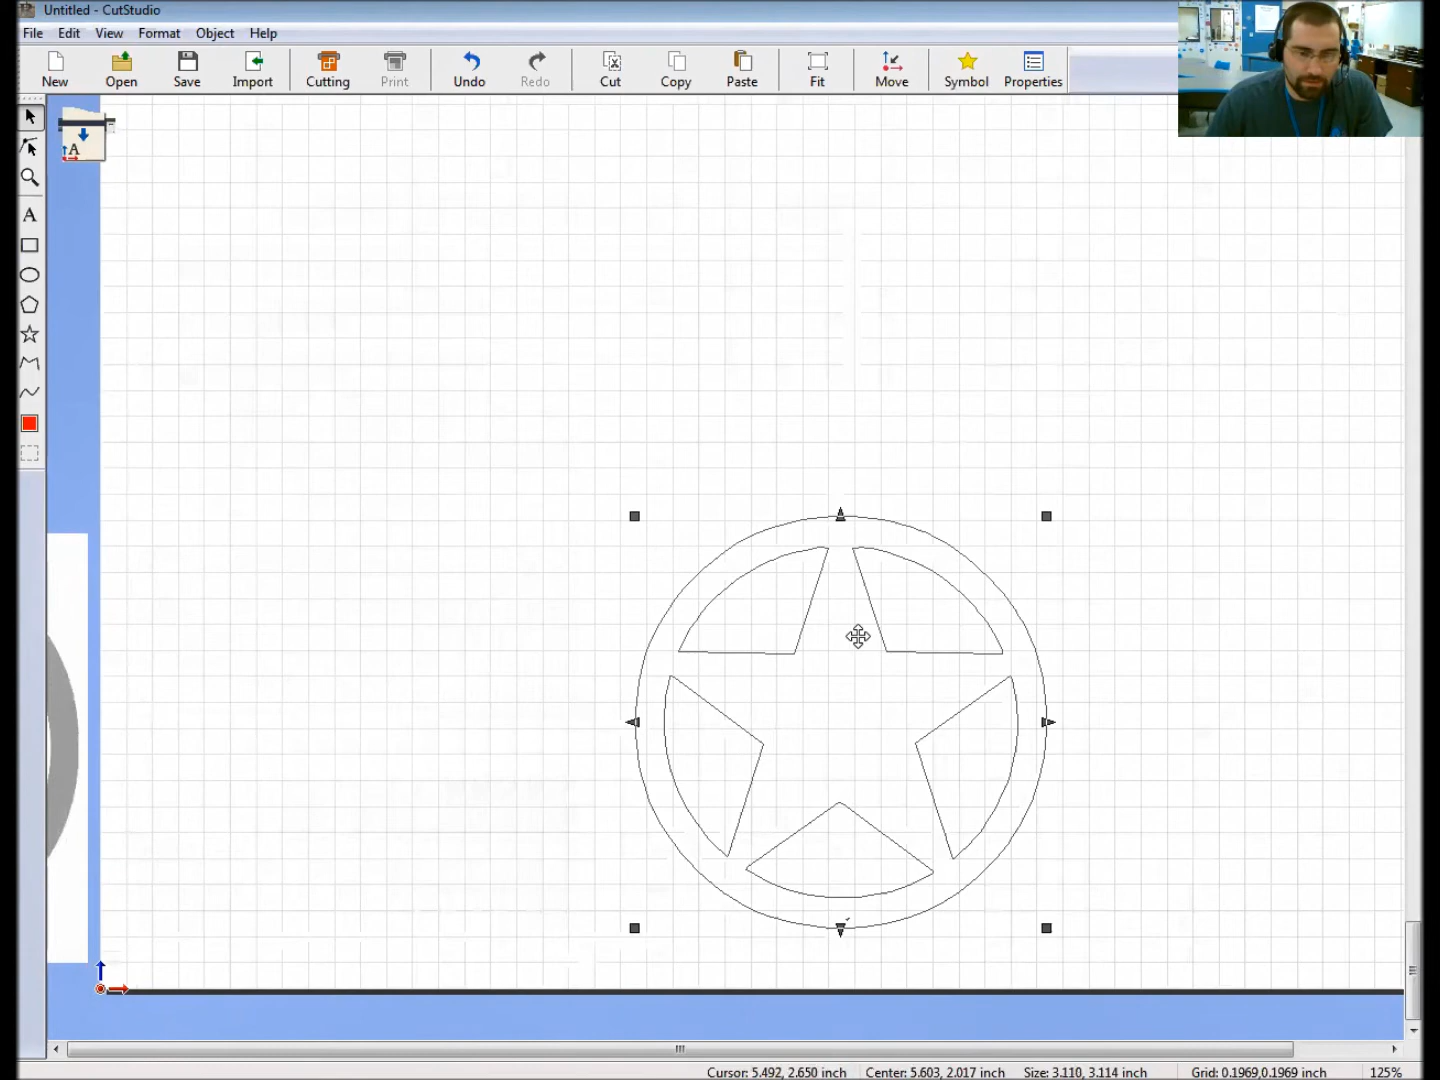 Untitled - CutStudio
File Edit View Format Object Help
New Open Save Import Cutting Print Undo Redo Cut Copy Paste Fit Move Symbol Properties
A
A
Cursor: 5.492, 2.650 inch Center: 5.603, 2.017 inch Size: 3.110, 3.114 inch Grid: 0.1969,0.1969 inch 125%